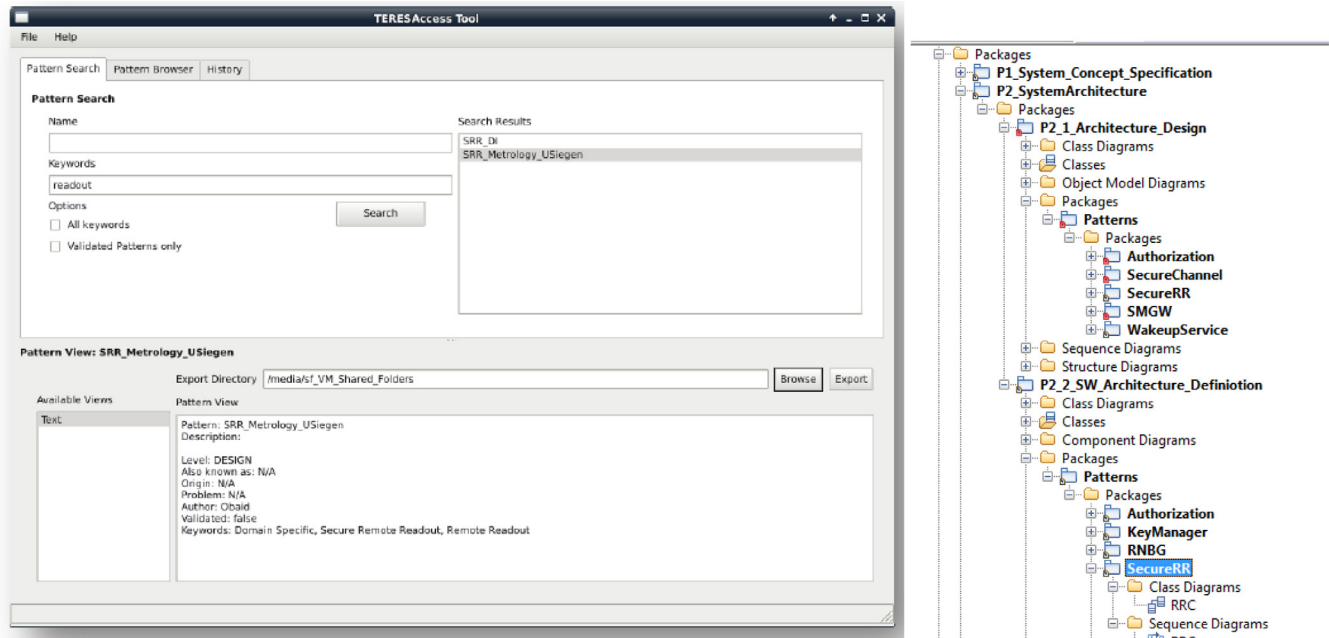 TERESAccess Tool
File Help
Pattern Search Pattern Browser History
Pattern Search
Name
Keywords
readout
Options
All keywords
Validated Patterns only
Search
Search Results
SRR_DI
SRR_Metrology_USiegen
Pattern View: SRR_Metrology_USiegen
Export Directory /media/sf_VM_Shared_Folders Browse Export
Available Views
Text
Pattern View
Pattern: SRR_Metrology_USiegen
Description:
Level: DESIGN
Also known as: N/A
Origin: N/A
Problem: N/A
Author: Obaid
Validated: false
Keywords: Domain Specific, Secure Remote Readout, Remote Readout
Packages
P1_System_Concept_Specification
P2_SystemArchitecture
Packages
P2_1_Architecture_Design
Class Diagrams
Classes
Object Model Diagrams
Packages
Patterns
Packages
Authorization
SecureChannel
SecureRR
SMGW
WakeupService
Sequence Diagrams
Structure Diagrams
P2_2_SW_Architecture_Definiotion
Class Diagrams
Classes
Component Diagrams
Packages
Patterns
Packages
Authorization
KeyManager
RNBG
SecureRR
Class Diagrams
RRC
Sequence Diagrams